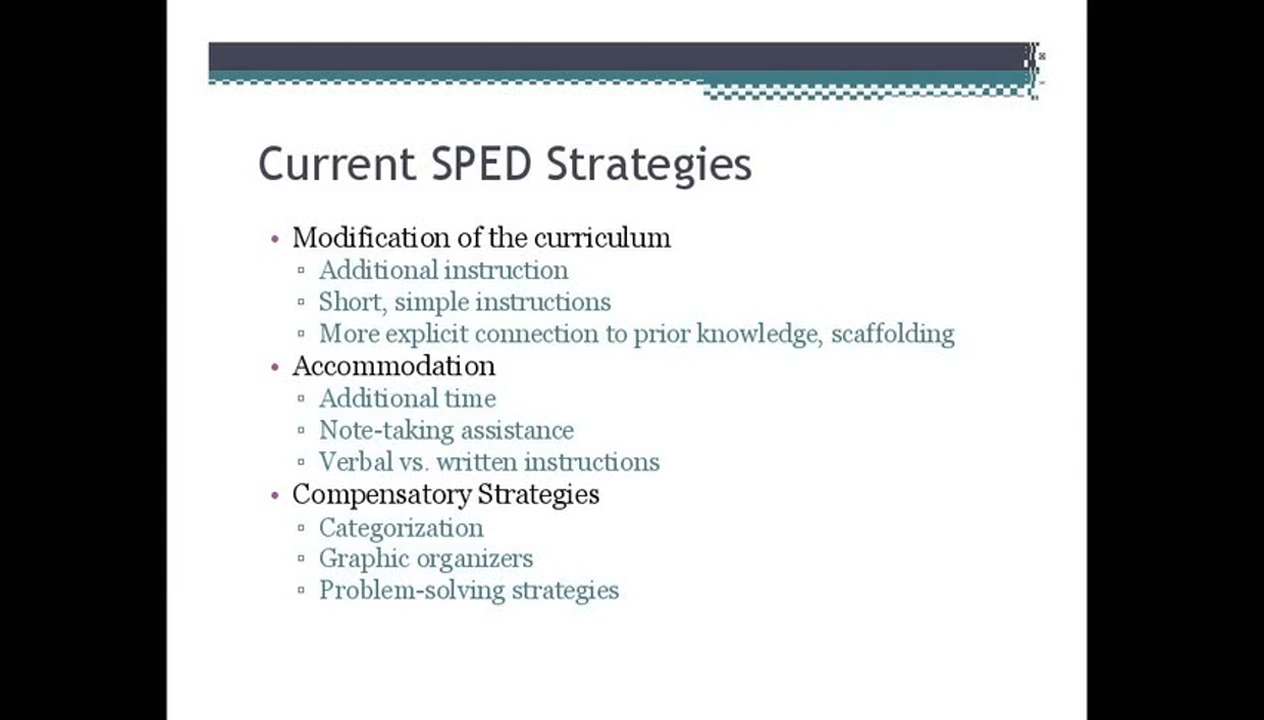 Current SPED Strategies
• Modification of the curriculum
▫ Additional instruction
▫ Short, simple instructions
▫ More explicit connection to prior knowledge, scaffolding
• Accommodation
▫ Additional time
▫ Note-taking assistance
▫ Verbal vs. written instructions
• Compensatory Strategies
▫ Categorization
▫ Graphic organizers
▫ Problem-solving strategies